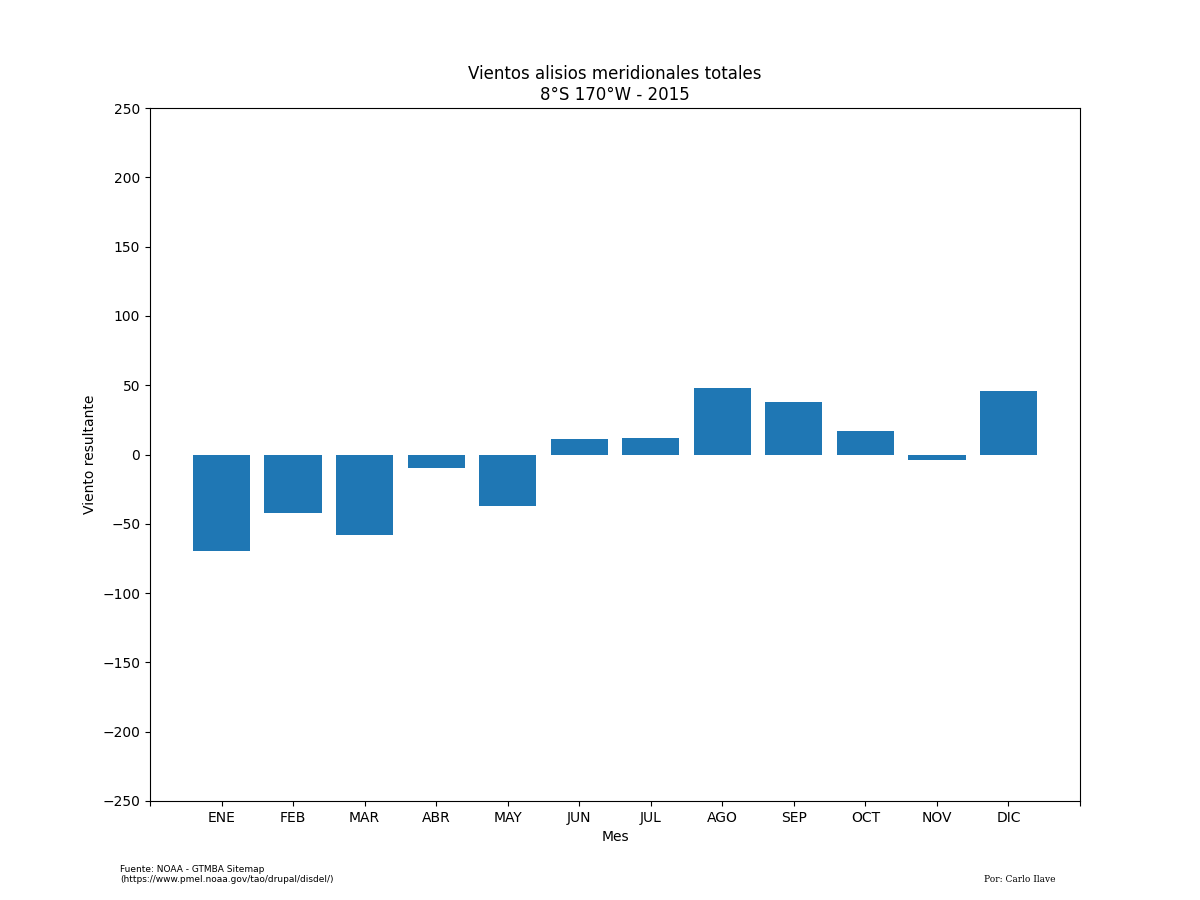 Vientos alisios meridionales totales
8°S 170°W - 2015
250
200
150
100
50
0
−50
−100
−150
−200
−250
Viento resultante
ENE FEB MAR ABR MAY JUN JUL AGO SEP OCT NOV DIC
Mes
Fuente: NOAA - GTMBA Sitemap
(https://www.pmel.noaa.gov/tao/drupal/disdel/)
Por: Carlo Ilave